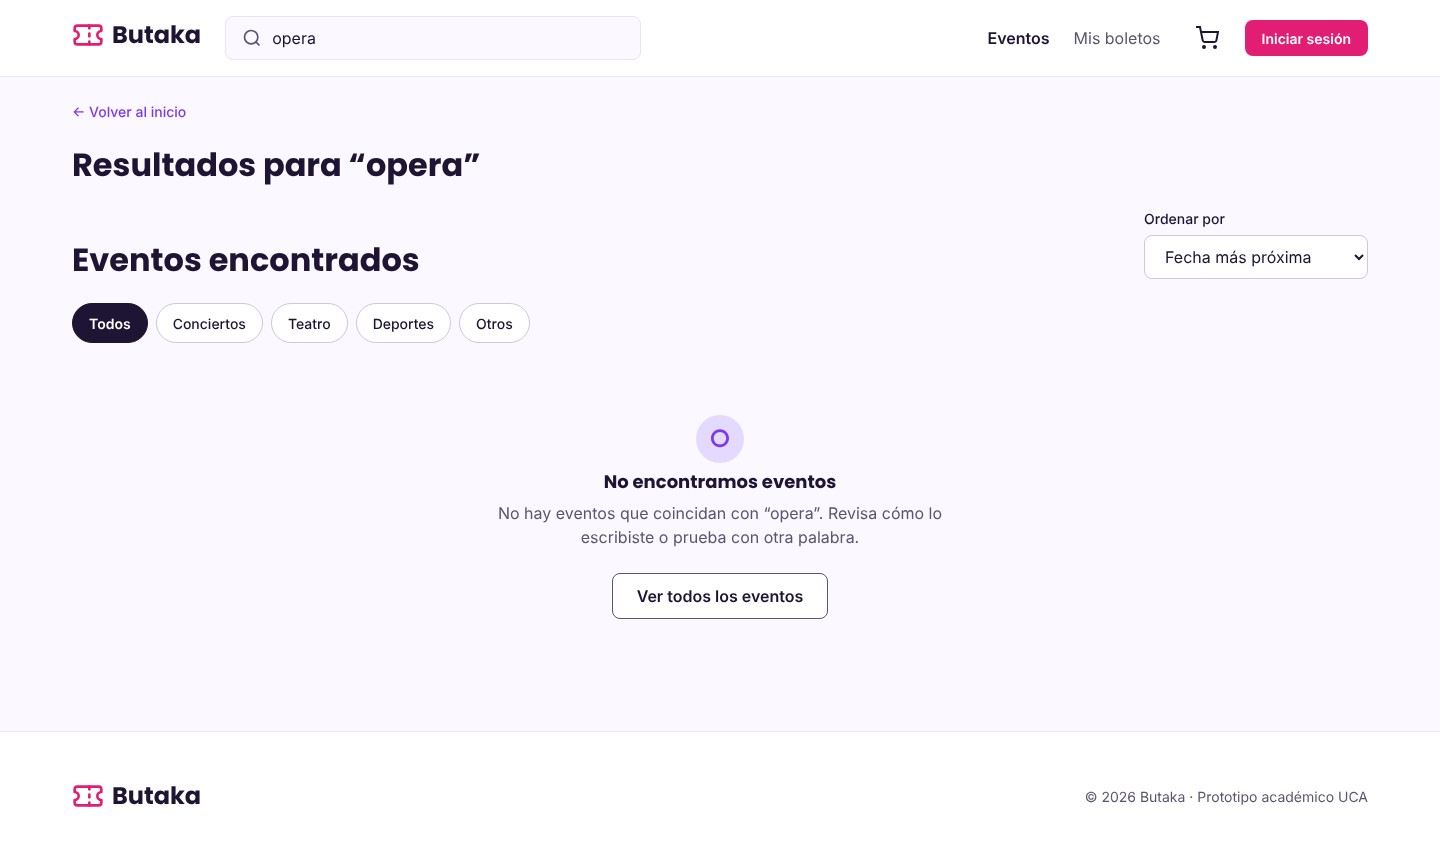 Butaka
opera
Eventos
Mis boletos
Iniciar sesión
← Volver al inicio
Resultados para “opera”
Ordenar por
Eventos encontrados
Fecha más próxima
Todos
Conciertos
Teatro
Deportes
Otros
No encontramos eventos
No hay eventos que coincidan con “opera”. Revisa cómo lo
escribiste o prueba con otra palabra.
Ver todos los eventos
Butaka
© 2026 Butaka · Prototipo académico UCA